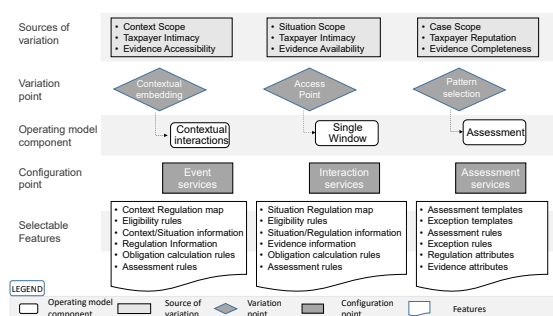 Sources of
variation
• Context Scope
• Taxpayer Intimacy
• Evidence Accessibility
• Situation Scope
• Taxpayer Intimacy
• Evidence Availability
• Case Scope
• Taxpayer Reputation
• Evidence Completeness
Variation
point
Contextual
embedding
Access
Point
Pattern
selection
Operating model
component
Contextual
interactions
Single
Window
Assessment
Configuration
point
Event
services
Interaction
services
Assessment
services
Selectable
Features
• Context Regulation map
• Eligibility rules
• Context/Situation information
• Regulation Information
• Obligation calculation rules
• Assessment rules
• Situation Regulation map
• Eligibility rules
• Situation/Regulation information
• Evidence information
• Obligation calculation rules
• Assessment rules
• Assessment templates
• Exception templates
• Assessment rules
• Exception rules
• Regulation attributes
• Evidence attributes
LEGEND
Operating model
component
Source of
variation
Variation
point
Configuration
point
Features